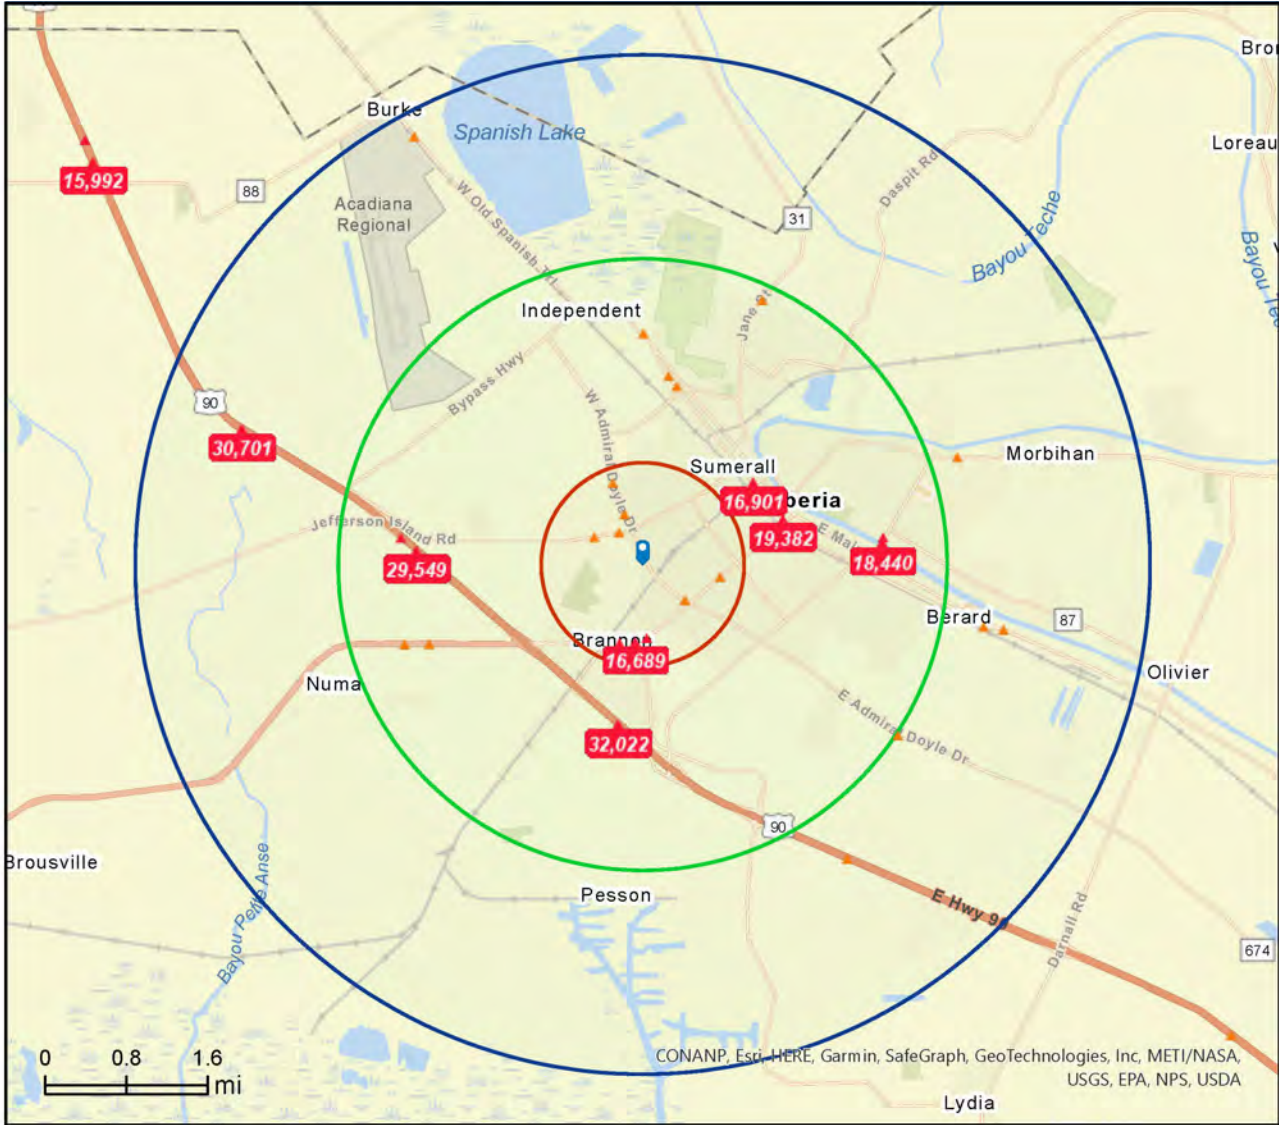 Bro
Burke
Spanish Lake
Loreau
15,992
88
Daspit Rd
Acadiana
Regional
W Old Spanish Trl
31
Bayou Teche
Bayou Te
Independent
Jane St
Bypass Hwy
90
W Admiral Doyle Dr
30,701
Morbihan
Sumerall
16,901
beria
Jefferson Island Rd
19,382
E Mai
18,440
29,549
Berard
87
Brannon
16,689
Olivier
Numa
E Admiral Doyle Dr
32,022
90
Brousville
Bayou Petite Anse
Pesson
E Hwy 9
Darnall Rd
674
0 0.8 1.6
mi
CONANP, Esri, HERE, Garmin, SafeGraph, GeoTechnologies, Inc, METI/NASA,
USGS, EPA, NPS, USDA
Lydia